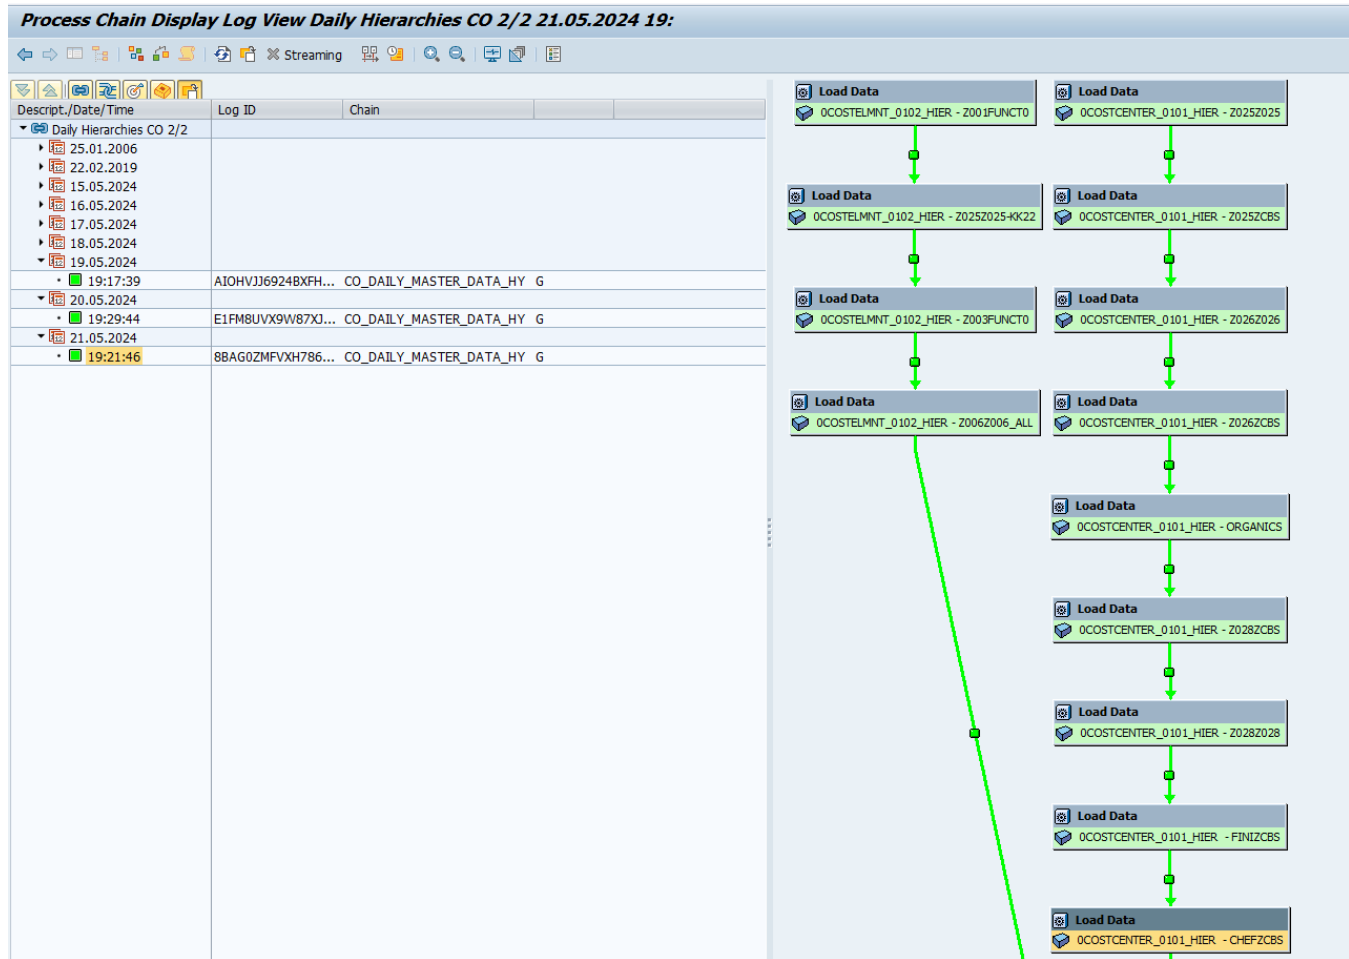 Process Chain Display Log View Daily Hierarchies CO 2/2 21.05.2024 19:
Streaming
Descript./Date/Time Log ID Chain
Daily Hierarchies CO 2/2
25.01.2006
22.02.2019
15.05.2024
16.05.2024
17.05.2024
18.05.2024
19.05.2024
19:17:39 AIOHVJJ6924BXFH... CO_DAILY_MASTER_DATA_HY G
20.05.2024
19:29:44 E1FM8UVX9W87XJ... CO_DAILY_MASTER_DATA_HY G
21.05.2024
19:21:46 8BAG0ZMFVXH786... CO_DAILY_MASTER_DATA_HY G
Load Data
0COSTELMNT_0102_HIER - Z001FUNCT0
Load Data
0COSTELMNT_0102_HIER - Z025Z025-KK22
Load Data
0COSTELMNT_0102_HIER - Z003FUNCT0
Load Data
0COSTELMNT_0102_HIER - Z006Z006_ALL
Load Data
0COSTCENTER_0101_HIER - Z025Z025
Load Data
0COSTCENTER_0101_HIER - Z025ZCBS
Load Data
0COSTCENTER_0101_HIER - Z026Z026
Load Data
0COSTCENTER_0101_HIER - Z026ZCBS
Load Data
0COSTCENTER_0101_HIER - ORGANICS
Load Data
0COSTCENTER_0101_HIER - Z028ZCBS
Load Data
0COSTCENTER_0101_HIER - Z028Z028
Load Data
0COSTCENTER_0101_HIER - FINIZCBS
Load Data
0COSTCENTER_0101_HIER - CHEFZCBS